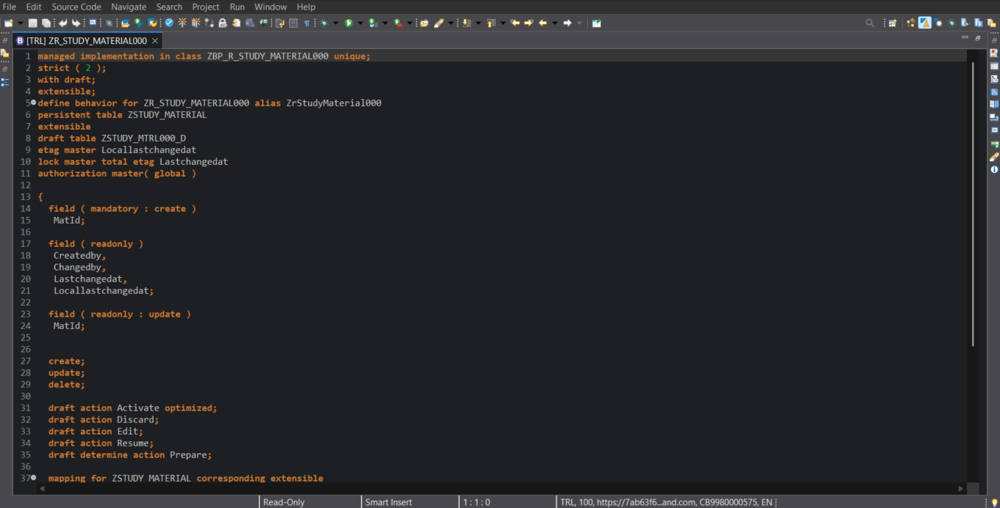 File Edit Source Code Navigate Search Project Run Window Help
[TRL] ZR_STUDY_MATERIAL000
1 managed implementation in class ZBP_R_STUDY_MATERIAL000 unique;
2 strict ( 2 );
3 with draft;
4 extensible;
5 define behavior for ZR_STUDY_MATERIAL000 alias ZrStudyMaterial000
6 persistent table ZSTUDY_MATERIAL
7 extensible
8 draft table ZSTUDY_MTRL000_D
9 etag master Locallastchangedat
10 lock master total etag Lastchangedat
11 authorization master( global )
12
13 {
14 field ( mandatory : create )
15 MatId;
16
17 field ( readonly )
18 Createdby,
19 Changedby,
20 Lastchangedat,
21 Locallastchangedat;
22
23 field ( readonly : update )
24 MatId;
25
26
27 create;
28 update;
29 delete;
30
31 draft action Activate optimized;
32 draft action Discard;
33 draft action Edit;
34 draft action Resume;
35 draft determine action Prepare;
36
37 mapping for ZSTUDY_MATERIAL corresponding extensible
Read-Only Smart Insert 1 : 1 : 0 TRL, 100, https://7ab63f6...and.com, CB9980000575, EN